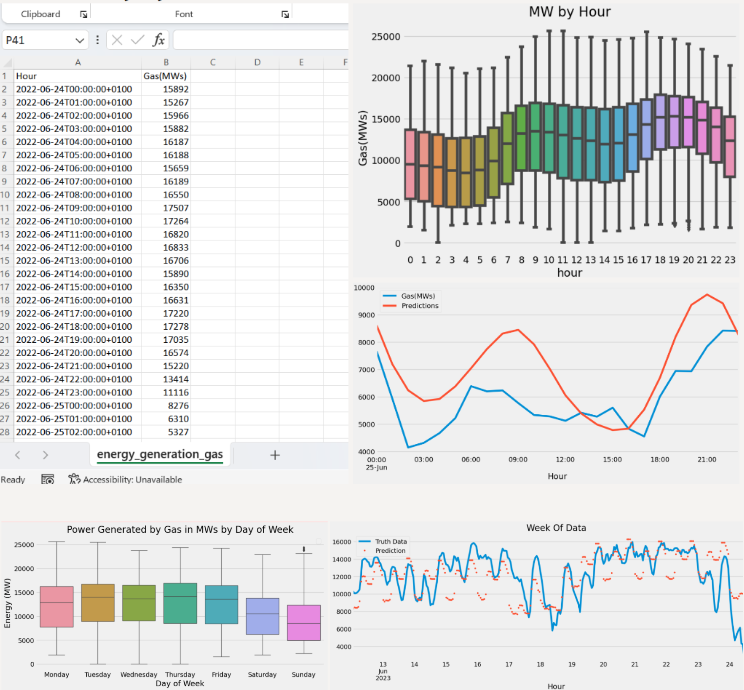 Clipboard
Font
P41
fx
A B C D E F
1 Hour Gas(MWs)
2 2022-06-24T00:00:00+0100 15892
3 2022-06-24T01:00:00+0100 15267
4 2022-06-24T02:00:00+0100 15966
5 2022-06-24T03:00:00+0100 15882
6 2022-06-24T04:00:00+0100 16187
7 2022-06-24T05:00:00+0100 16188
8 2022-06-24T06:00:00+0100 15659
9 2022-06-24T07:00:00+0100 16189
10 2022-06-24T08:00:00+0100 16550
11 2022-06-24T09:00:00+0100 17507
12 2022-06-24T10:00:00+0100 17264
13 2022-06-24T11:00:00+0100 16820
14 2022-06-24T12:00:00+0100 16833
15 2022-06-24T13:00:00+0100 16706
16 2022-06-24T14:00:00+0100 15890
17 2022-06-24T15:00:00+0100 16350
18 2022-06-24T16:00:00+0100 16631
19 2022-06-24T17:00:00+0100 17220
20 2022-06-24T18:00:00+0100 17278
21 2022-06-24T19:00:00+0100 17035
22 2022-06-24T20:00:00+0100 16574
23 2022-06-24T21:00:00+0100 15220
24 2022-06-24T22:00:00+0100 13414
25 2022-06-24T23:00:00+0100 11116
26 2022-06-25T00:00:00+0100 8276
27 2022-06-25T01:00:00+0100 6310
28 2022-06-25T02:00:00+0100 5327
energy_generation_gas
Ready
Accessibility: Unavailable
MW by Hour
Gas(MWs)
25000
20000
15000
10000
5000
0
0 1 2 3 4 5 6 7 8 9 10 11 12 13 14 15 16 17 18 19 20 21 22 23
hour
Gas(MWs)
Predictions
10000
9000
8000
7000
6000
5000
4000
00:00 03:00 06:00 09:00 12:00 15:00 18:00 21:00
25-Jun
Hour
Power Generated by Gas in MWs by Day of Week
Energy (MW)
25000
20000
15000
10000
5000
0
Monday Tuesday Wednesday Thursday Friday Saturday Sunday
Day of Week
Week Of Data
Truth Data
Prediction
16000
14000
12000
10000
8000
6000
4000
13 14 15 16 17 18 19 20 21 22 23 24
Jun
2023
Hour